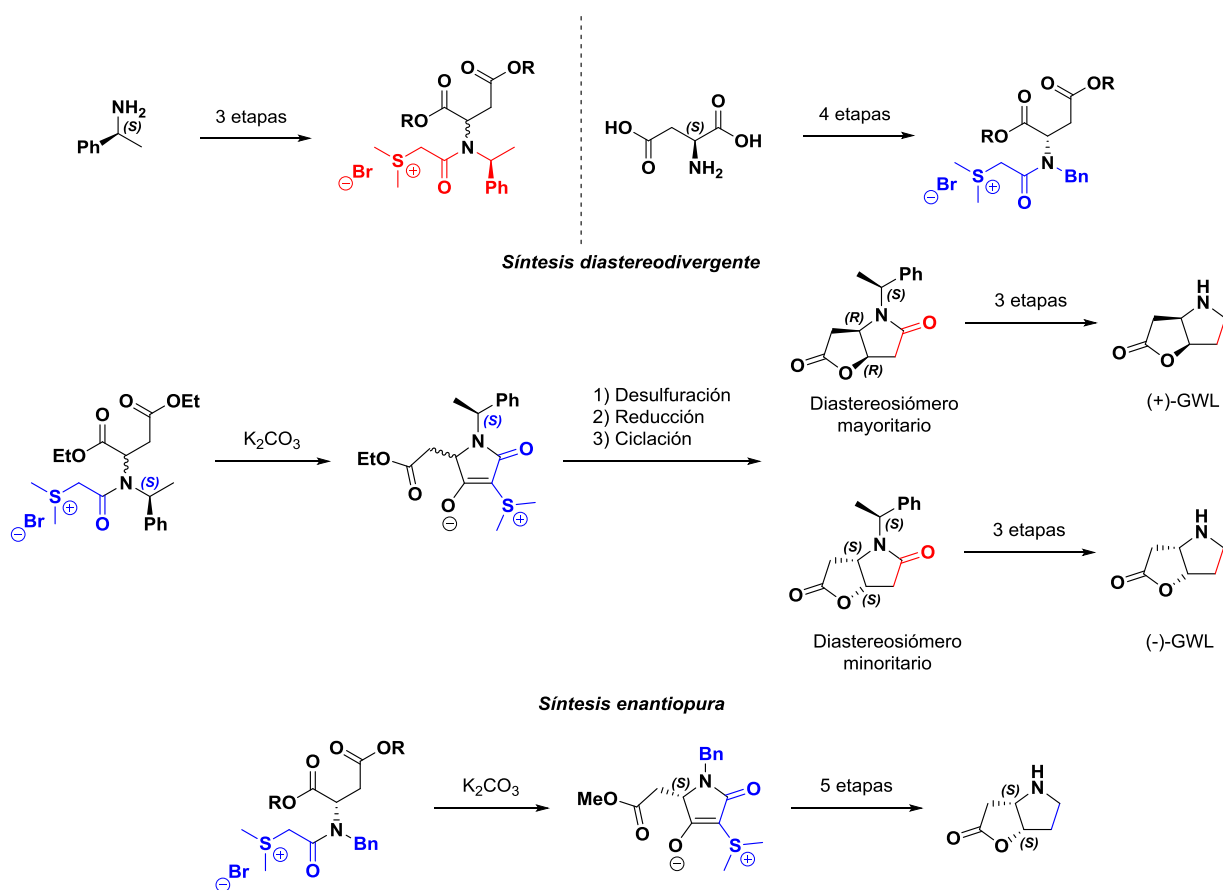 NH2
(S)
Ph
3 etapas
O
OR
O
RO
N
S
+
Br
−
O
Ph
O
HO
(S)
OH
O
NH2
4 etapas
O
OR
O
RO
N
S
+
Br
−
Bn
O
Síntesis diastereodivergente
O
OEt
O
EtO
N
(S)
S
+
Br
−
O
Ph
K2CO3
Ph
(S)
N
O
EtO
O
O
−
S
+
1) Desulfuración
2) Reducción
3) Ciclación
Ph
(S)
(R)
N
O
O
O
(R)
Diastereosiómero
mayoritario
3 etapas
H
N
O
O
(+)-GWL
Ph
(S)
(S)
N
O
O
O
(S)
Diastereosiómero
minoritario
3 etapas
H
N
O
O
(-)-GWL
Síntesis enantiopura
O
OR
O
RO
N
S
+
Br
−
Bn
O
K2CO3
Bn
(S)
N
O
MeO
O
O
−
S
+
5 etapas
H
N
(S)
O
O
(S)